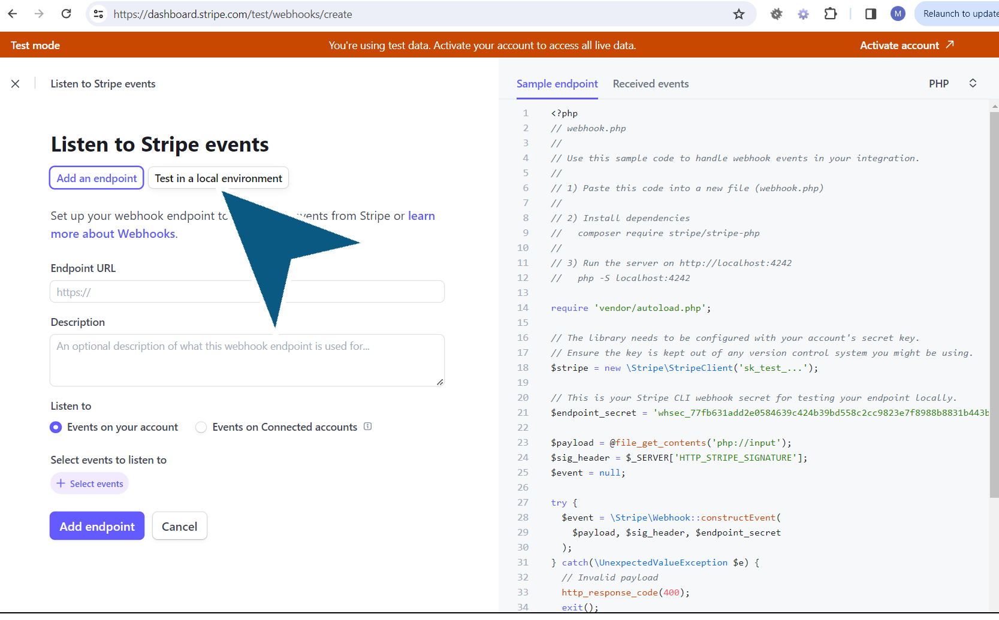 https://dashboard.stripe.com/test/webhooks/create
M
Relaunch to update
Test mode
You're using test data. Activate your account to access all live data.
Activate account
Listen to Stripe events
Listen to Stripe events
Add an endpoint
Test in a local environment
Set up your webhook endpoint to events from Stripe or learn
more about Webhooks.
Endpoint URL
https://
Description
An optional description of what this webhook endpoint is used for...
Listen to
Events on your account
Events on Connected accounts
Select events to listen to
+ Select events
Add endpoint
Cancel
Sample endpoint
Received events
PHP
1 <?php
2 // webhook.php
3 //
4 // Use this sample code to handle webhook events in your integration.
5 //
6 // 1) Paste this code into a new file (webhook.php)
7 //
8 // 2) Install dependencies
9 //   composer require stripe/stripe-php
10 //
11 // 3) Run the server on http://localhost:4242
12 //   php -S localhost:4242
13
14 require 'vendor/autoload.php';
15
16 // The library needs to be configured with your account's secret key.
17 // Ensure the key is kept out of any version control system you might be using.
18 $stripe = new \Stripe\StripeClient('sk_test_...');
19
20 // This is your Stripe CLI webhook secret for testing your endpoint locally.
21 $endpoint_secret = 'whsec_77fb631add2e0584639c424b39bd558c2cc9823e7f8988b8831b443b
22
23 $payload = @file_get_contents('php://input');
24 $sig_header = $_SERVER['HTTP_STRIPE_SIGNATURE'];
25 $event = null;
26
27 try {
28   $event = \Stripe\Webhook::constructEvent(
29     $payload, $sig_header, $endpoint_secret
30   );
31 } catch(\UnexpectedValueException $e) {
32   // Invalid payload
33   http_response_code(400);
34   exit();